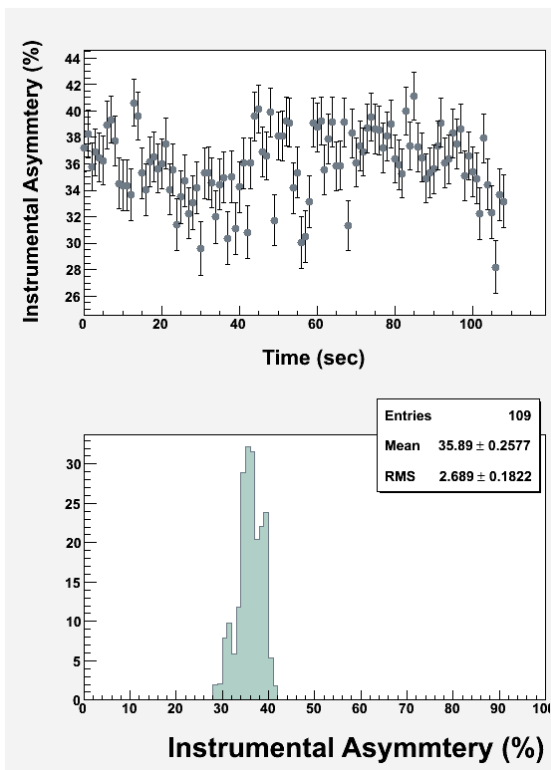 Instrumental Asymmtery (%)
44
42
40
38
36
34
32
30
28
26
0 20 40 60 80 100
Time (sec)
Entries 109
Mean 35.89 ± 0.2577
RMS 2.689 ± 0.1822
30
25
20
15
10
5
0
0 10 20 30 40 50 60 70 80 90 100
Instrumental Asymmtery (%)